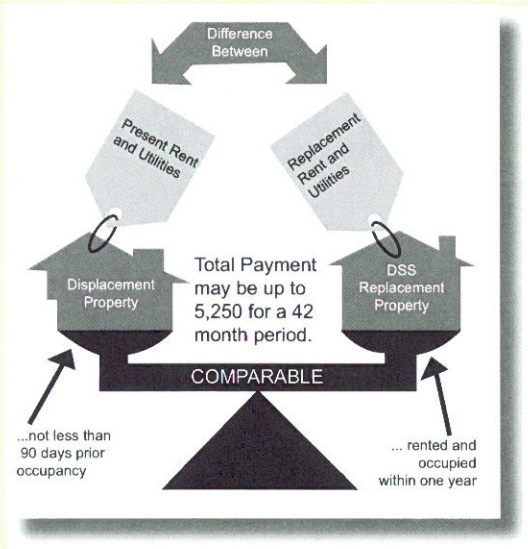 Difference
Between
Present Rent
and Utilities
Replacement
Rent and
Utilities
Displacement
Property
Total Payment
may be up to
5,250 for a 42
month period.
DSS
Replacement
Property
COMPARABLE
...not less than
90 days prior
occupancy
... rented and
occupied
within one year